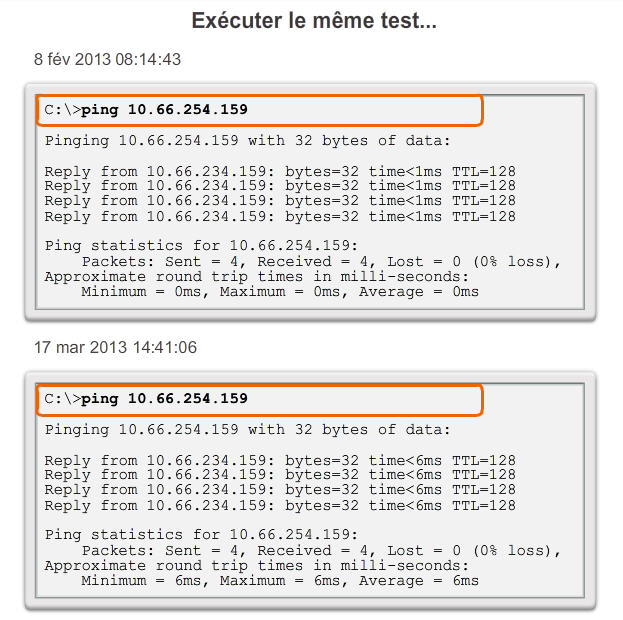 Exécuter le même test...
8 fév 2013 08:14:43
C:\>ping 10.66.254.159
Pinging 10.66.254.159 with 32 bytes of data:
Reply from 10.66.234.159: bytes=32 time<1ms TTL=128
Reply from 10.66.234.159: bytes=32 time<1ms TTL=128
Reply from 10.66.234.159: bytes=32 time<1ms TTL=128
Reply from 10.66.234.159: bytes=32 time<1ms TTL=128
Ping statistics for 10.66.254.159:
Packets: Sent = 4, Received = 4, Lost = 0 (0% loss),
Approximate round trip times in milli-seconds:
Minimum = 0ms, Maximum = 0ms, Average = 0ms
17 mar 2013 14:41:06
C:\>ping 10.66.254.159
Pinging 10.66.254.159 with 32 bytes of data:
Reply from 10.66.234.159: bytes=32 time<6ms TTL=128
Reply from 10.66.234.159: bytes=32 time<6ms TTL=128
Reply from 10.66.234.159: bytes=32 time<6ms TTL=128
Reply from 10.66.234.159: bytes=32 time<6ms TTL=128
Ping statistics for 10.66.254.159:
Packets: Sent = 4, Received = 4, Lost = 0 (0% loss),
Approximate round trip times in milli-seconds:
Minimum = 6ms, Maximum = 6ms, Average = 6ms